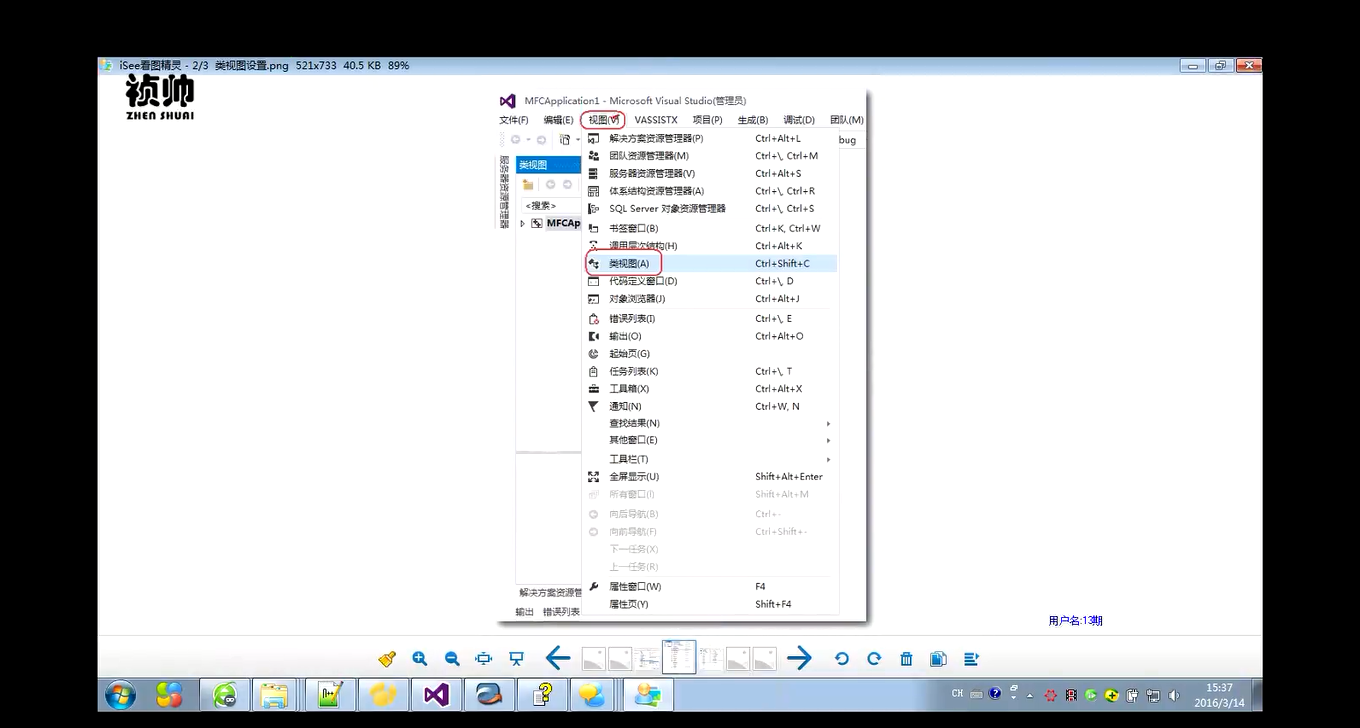 iSee看图精灵 - 2/3 类视图设置.png 521x733 40.5 KB 89%
祯帅
ZHEN SHUAI
MFCApplication1 - Microsoft Visual Studio(管理员)
文件(F) 编辑(E) 视图(V) VASSISTX 项目(P) 生成(B) 调试(D) 团队(M)
bug
类视图
<搜索>
MFCAp
解决方案资源管理器(P) Ctrl+Alt+L
团队资源管理器(M) Ctrl+\, Ctrl+M
服务器资源管理器(V) Ctrl+Alt+S
体系结构资源管理器(A) Ctrl+\, Ctrl+R
SQL Server 对象资源管理器 Ctrl+\, Ctrl+S
书签窗口(B) Ctrl+K, Ctrl+W
调用层次结构(H) Ctrl+Alt+K
类视图(A) Ctrl+Shift+C
代码定义窗口(D) Ctrl+\, D
对象浏览器(J) Ctrl+Alt+J
错误列表(I) Ctrl+\, E
输出(O) Ctrl+Alt+O
起始页(G)
任务列表(K) Ctrl+\, T
工具箱(X) Ctrl+Alt+X
通知(N) Ctrl+W, N
查找结果(N)
其他窗口(E)
工具栏(T)
全屏显示(U) Shift+Alt+Enter
所有窗口(I) Shift+Alt+M
向后导航(B) Ctrl+-
向前导航(F) Ctrl+Shift+-
下一任务(X)
上一任务(R)
属性窗口(W) F4
属性页(Y) Shift+F4
解决方案资源管
输出 错误列表
用户名:13期
CH
15:37
2016/3/14